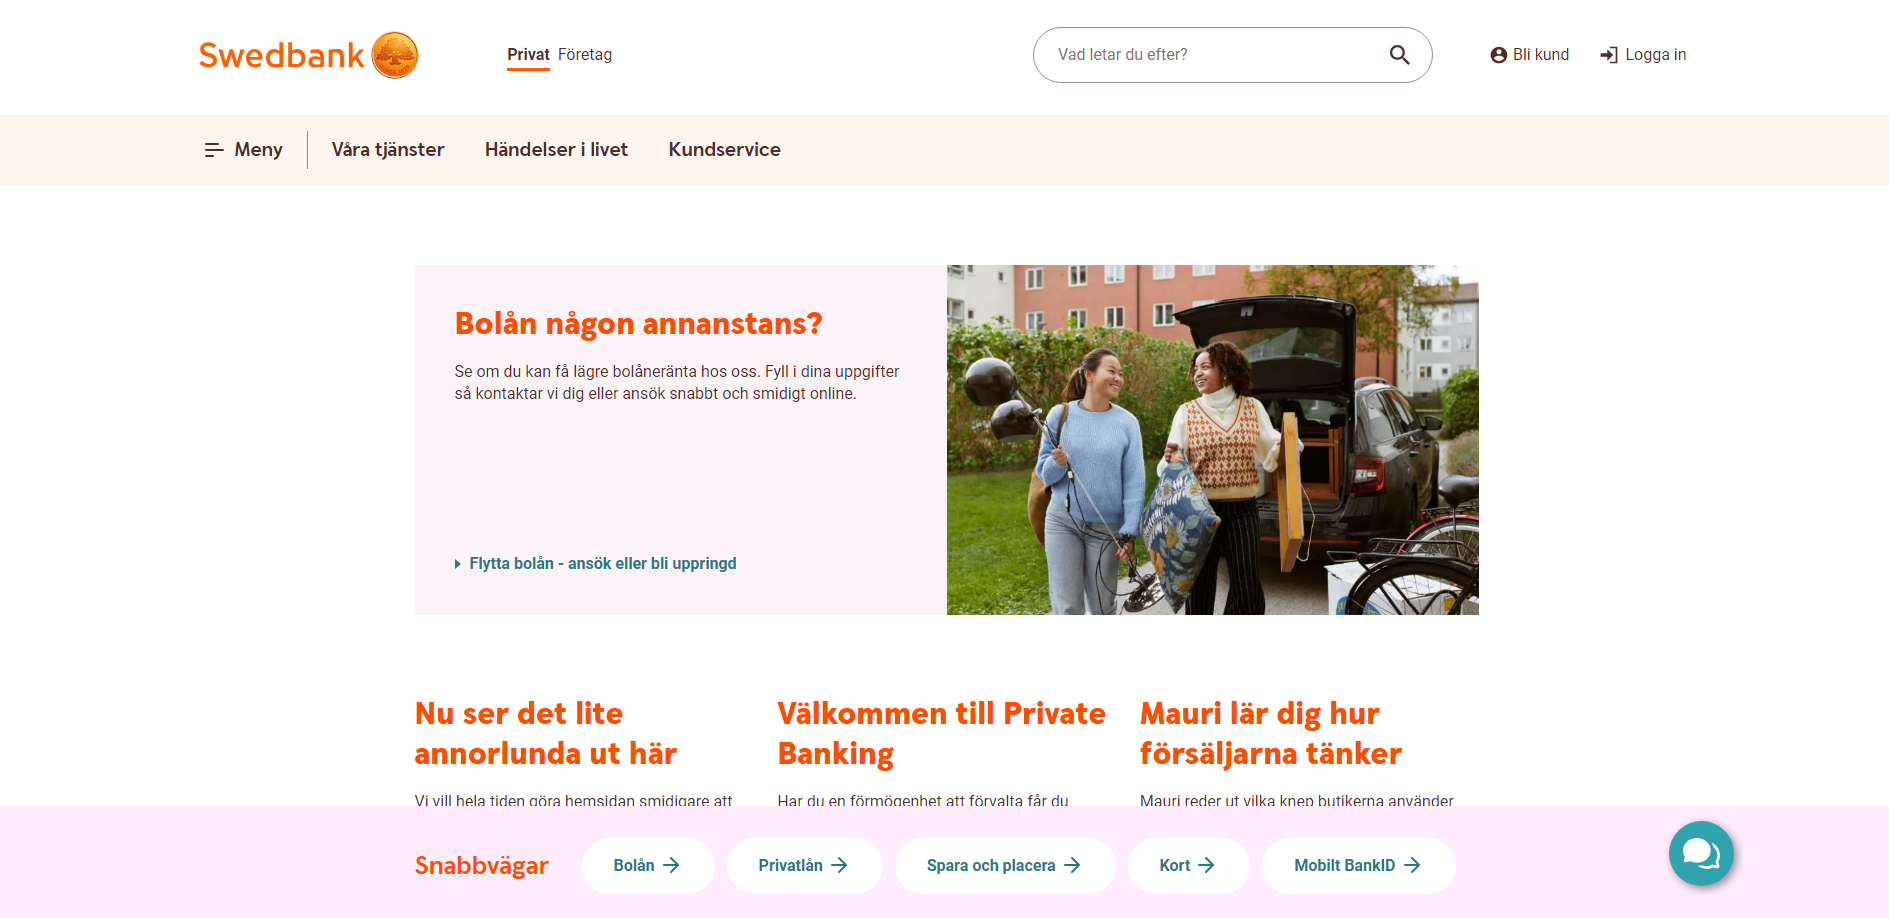 Swedbank
Privat Företag
Vad letar du efter?
Bli kund
Logga in
Meny
Våra tjänster
Händelser i livet
Kundservice
Bolån någon annanstans?
Se om du kan få lägre bolåneränta hos oss. Fyll i dina uppgifter
så kontaktar vi dig eller ansök snabbt och smidigt online.
Flytta bolån - ansök eller bli uppringd
Nu ser det lite
annorlunda ut här
Vi vill hela tiden göra hemsidan smidigare att
Välkommen till Private
Banking
Har du en förmögenhet att förvalta får du
Mauri lär dig hur
försäljarna tänker
Mauri reder ut vilka knep butikerna använder
Snabbvägar
Bolån
Privatlån
Spara och placera
Kort
Mobilt BankID